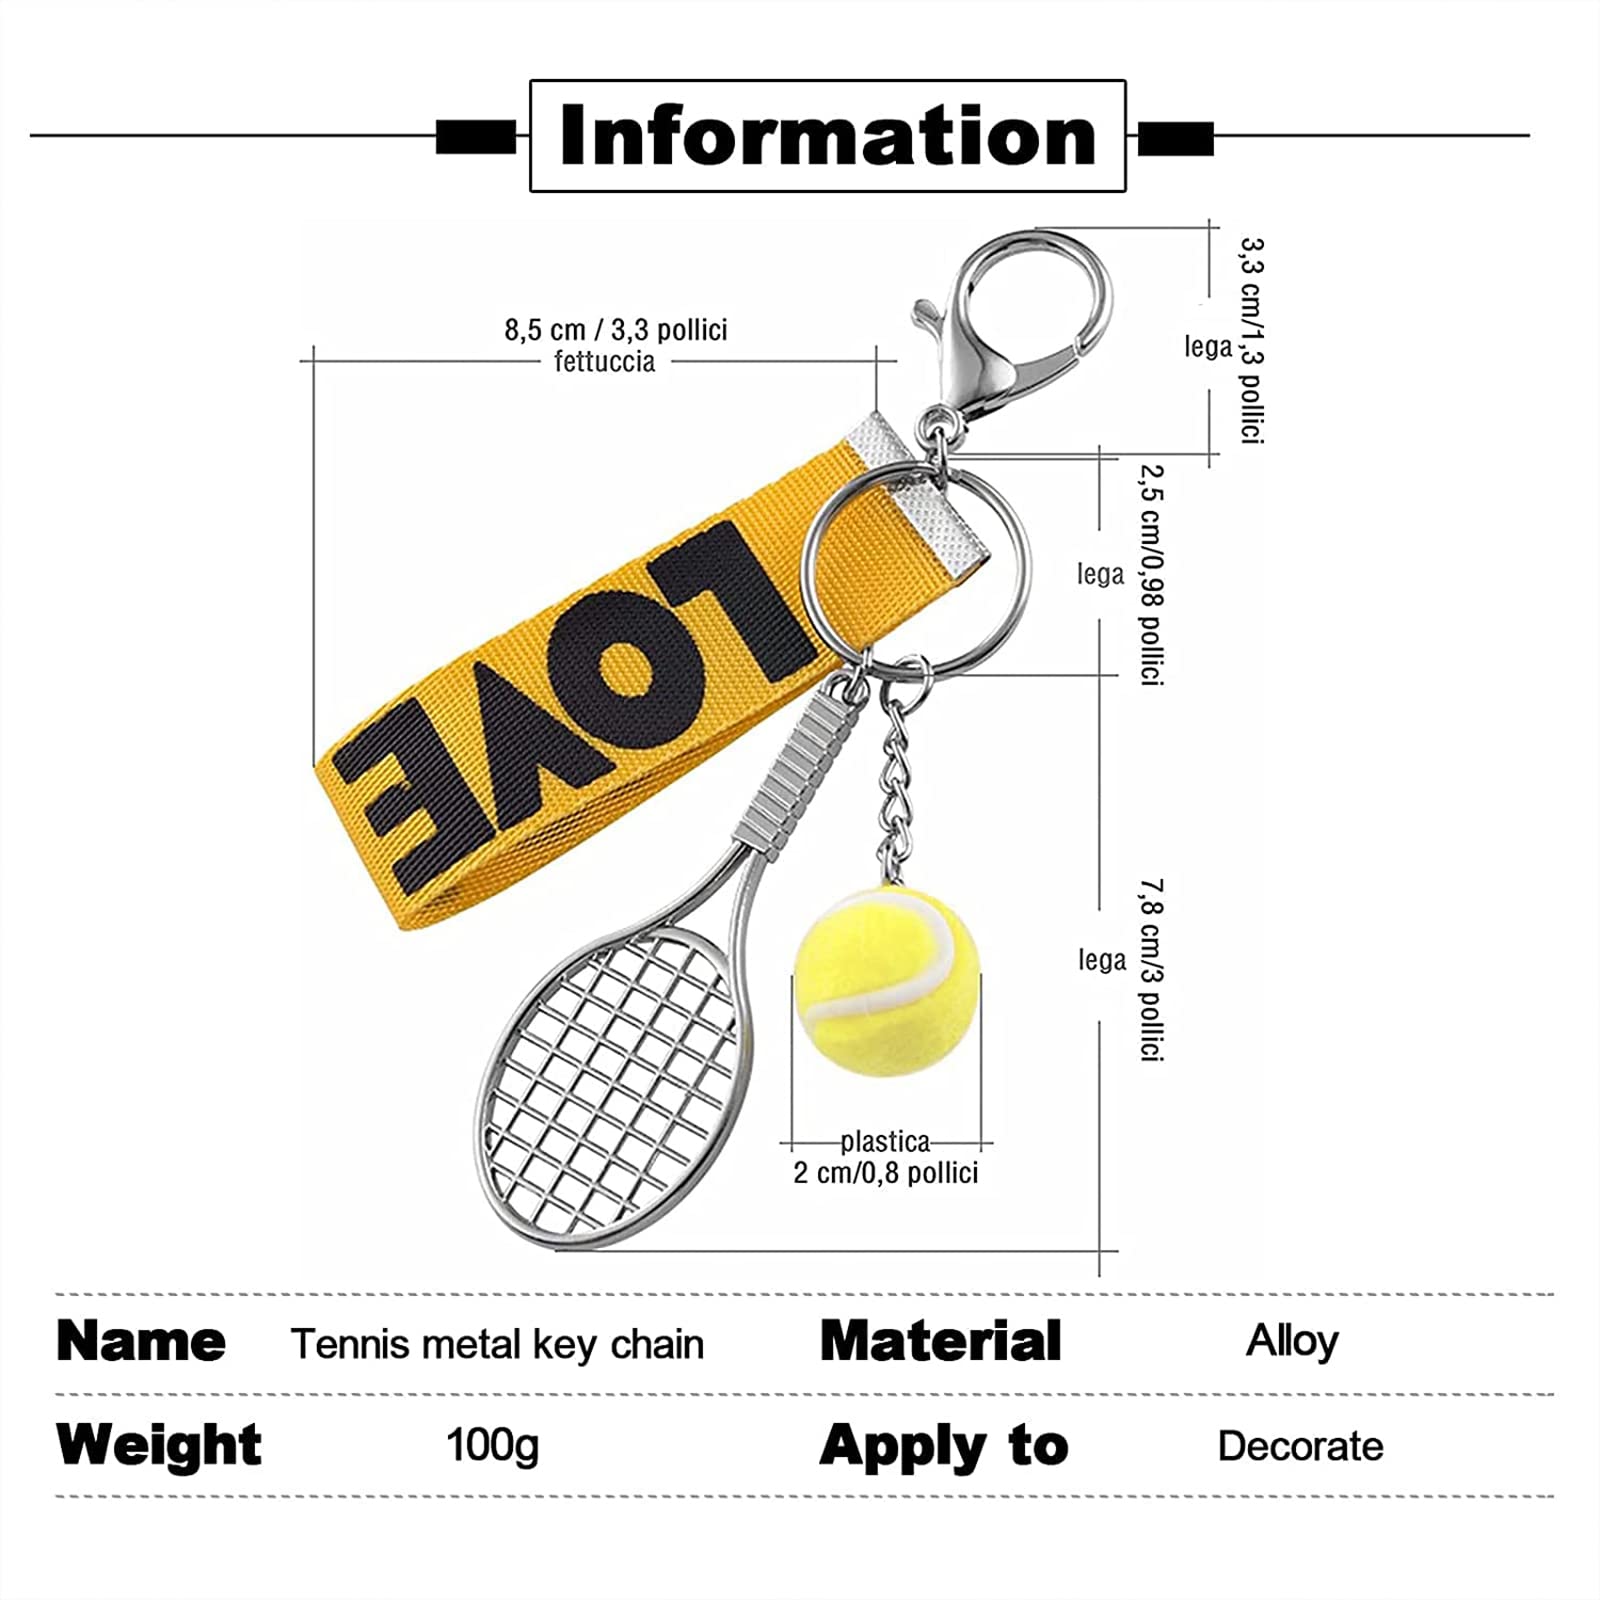 Information
3,3 cm/1,3 pollici
lega
8,5 cm / 3,3 pollici
fettuccia
2,5 cm/0,98 pollici
lega
LOVE
7,8 cm/3 pollici
lega
plastica
2 cm/0,8 pollici
Name Tennis metal key chain Material Alloy
Weight 100g Apply to Decorate